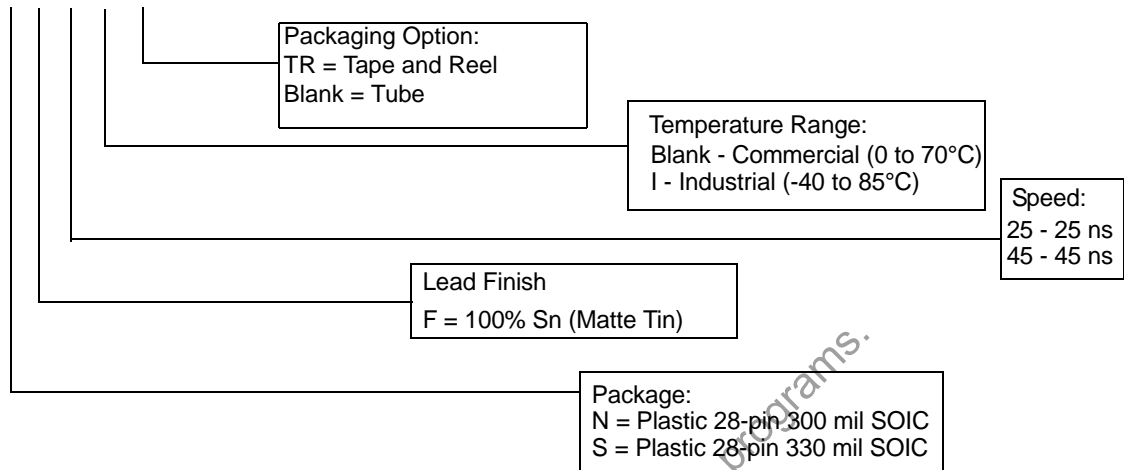 Packaging Option:
TR = Tape and Reel
Blank = Tube
Temperature Range:
Blank - Commercial (0 to 70°C)
I - Industrial (-40 to 85°C)
Speed:
25 - 25 ns
45 - 45 ns
Lead Finish
F = 100% Sn (Matte Tin)
programs.
Package:
N = Plastic 28-pin 300 mil SOIC
S = Plastic 28-pin 330 mil SOIC